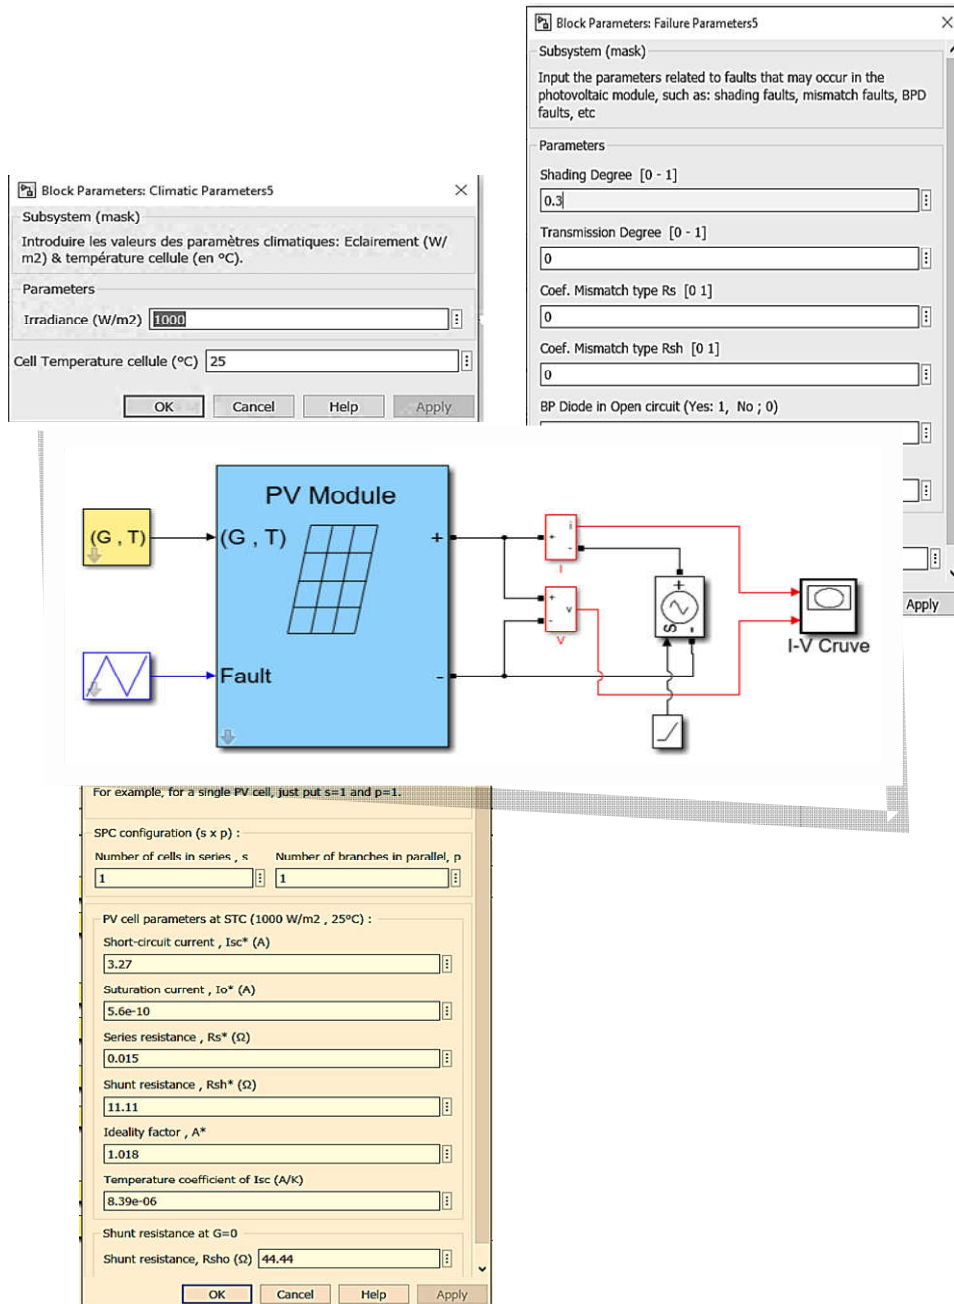 Block Parameters: Failure Parameters5
Subsystem (mask)
Input the parameters related to faults that may occur in the
photovoltaic module, such as: shading faults, mismatch faults, BPD
faults, etc
Parameters
Shading Degree [0 - 1]
0.3
Transmission Degree [0 - 1]
0
Coef. Mismatch type Rs [0 1]
0
Coef. Mismatch type Rsh [0 1]
0
BP Diode in Open circuit (Yes: 1, No ; 0)
Apply
Block Parameters: Climatic Parameters5
Subsystem (mask)
Introduire les valeurs des paramètres climatiques: Eclairement (W/
m2) & température cellule (en °C).
Parameters
Irradiance (W/m2) 1000
Cell Temperature cellule (°C) 25
OK Cancel Help Apply
PV Module
(G , T)
(G , T)
+
Fault
-
+
-
i
I
+
-
v
V
+
S
-
I-V Cruve
For example, for a single PV cell, just put s=1 and p=1.
SPC configuration (s x p) :
Number of cells in series , s Number of branches in parallel, p
1 1
PV cell parameters at STC (1000 W/m2 , 25°C) :
Short-circuit current , Isc* (A)
3.27
Suturation current , Io* (A)
5.6e-10
Series resistance , Rs* (Ω)
0.015
Shunt resistance , Rsh* (Ω)
11.11
Ideality factor , A*
1.018
Temperature coefficient of Isc (A/K)
8.39e-06
Shunt resistance at G=0
Shunt resistance, Rsho (Ω) 44.44
OK Cancel Help Apply